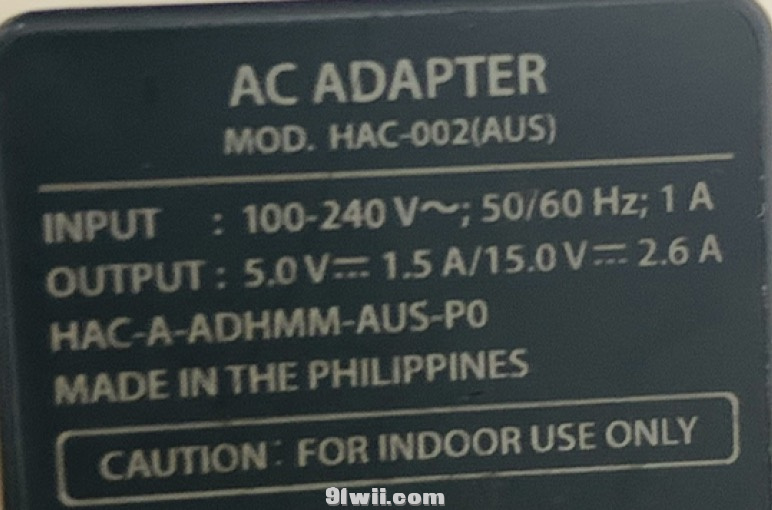 AC ADAPTER
MOD. HAC-002(AUS)
INPUT : 100-240 V~; 50/60 Hz; 1 A
OUTPUT : 5.0 V⎓ 1.5 A/15.0 V⎓ 2.6 A
HAC-A-ADHMM-AUS-P0
MADE IN THE PHILIPPINES
CAUTION: FOR INDOOR USE ONLY
91wii.com